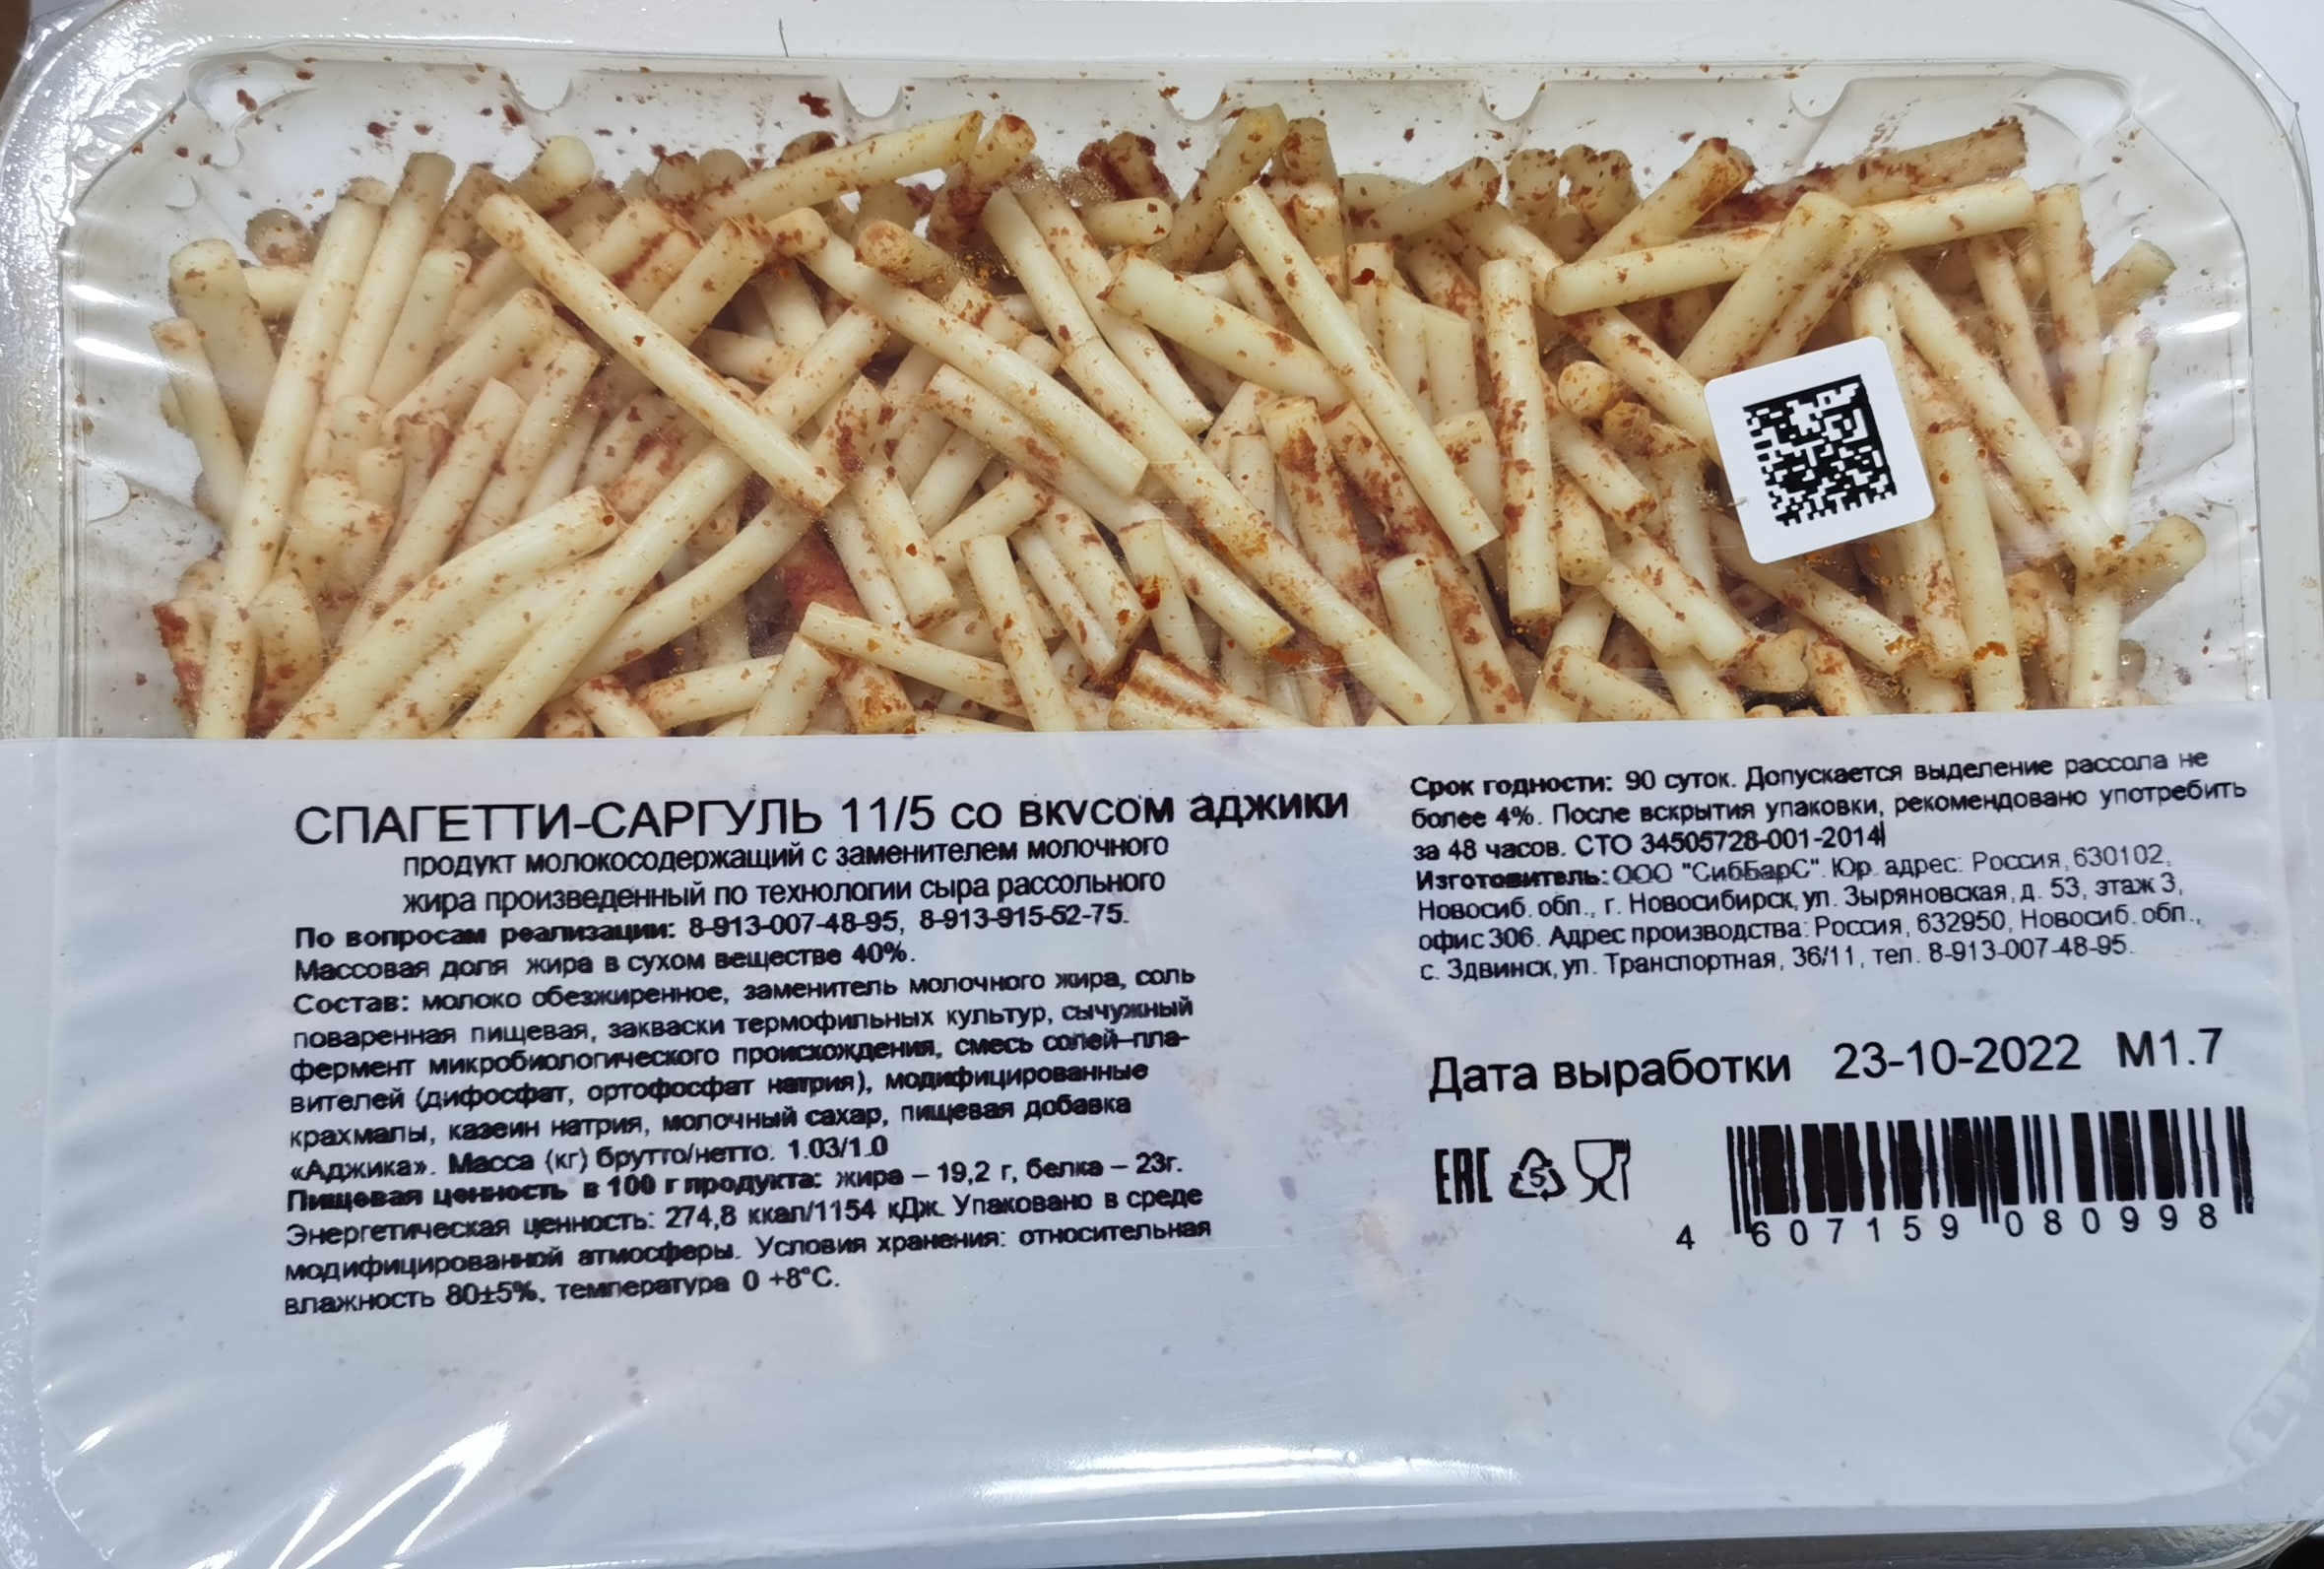 СПАГЕТТИ-САРГУЛЬ 11/5 со вкусом аджики
продукт молокосодержащий с заменителем молочного
жира произведенный по технологии сыра рассольного
По вопросам реализации: 8-913-007-48-95, 8-913-915-52-75.
Массовая доля жира в сухом веществе 40%.
Состав: молоко обезжиренное, заменитель молочного жира, соль
поваренная пищевая, закваски термофильных культур, сычужный
фермент микробиологического происхождения, смесь солей-пла-
вителей (дифосфат, ортофосфат натрия), модифицированные
крахмалы, казеин натрия, молочный сахар, пищевая добавка
«Аджика». Масса (кг) брутто/нетто: 1.03/1.0
Пищевая ценность в 100 г продукта: жира – 19,2 г, белка – 23г.
Энергетическая ценность: 274,8 ккал/1154 кДж. Упаковано в среде
модифицированной атмосферы. Условия хранения: относительная
влажность 80±5%, температура 0 +8°С.
Срок годности: 90 суток. Допускается выделение рассола не
более 4%. После вскрытия упаковки, рекомендовано употребить
за 48 часов. СТО 34505728-001-2014
Изготовитель: ООО "СибБарС". Юр. адрес: Россия, 630102,
Новосиб. обл., г. Новосибирск, ул. Зыряновская, д. 53, этаж 3,
офис 306. Адрес производства: Россия, 632950, Новосиб. обл.,
с. Здвинск, ул. Транспортная, 36/11, тел. 8-913-007-48-95.
Дата выработки 23-10-2022 М1.7
EAC 5
4 607159 080998